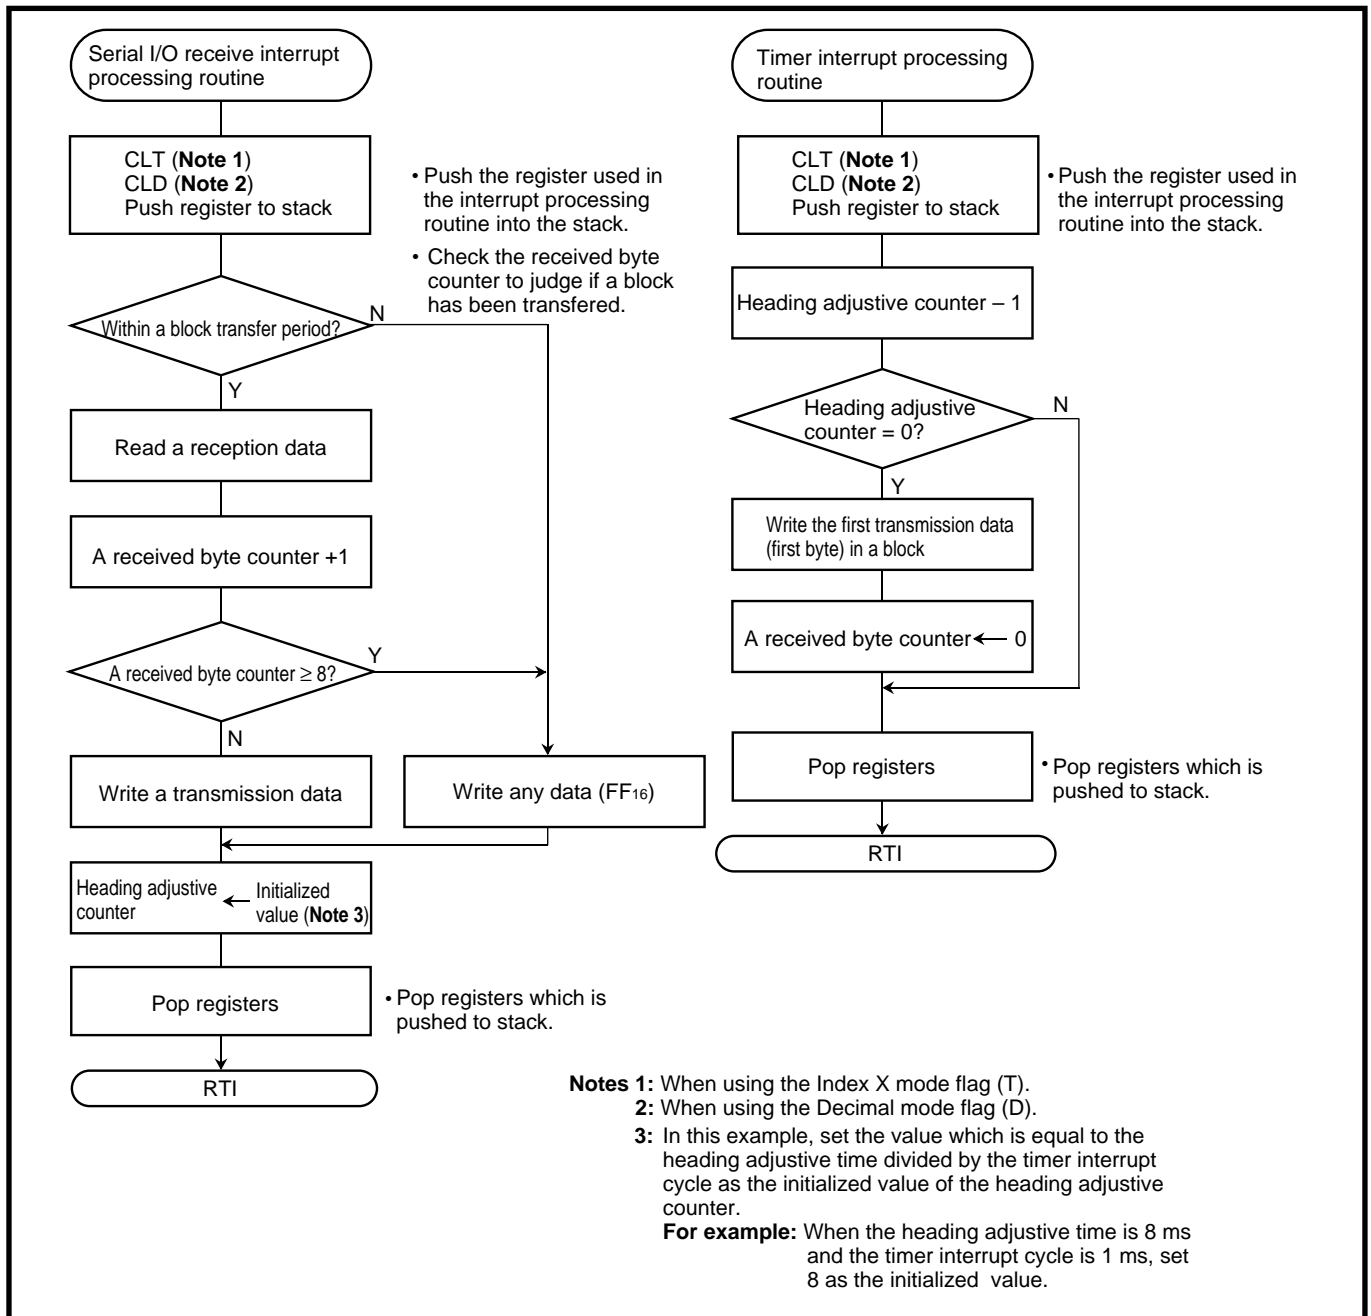 Serial I/O receive interrupt
processing routine
CLT (Note 1)
CLD (Note 2)
Push register to stack
• Push the register used in
the interrupt processing
routine into the stack.
• Check the received byte
counter to judge if a block
has been transfered.
Within a block transfer period?
N
Y
Read a reception data
A received byte counter +1
A received byte counter ≥ 8?
Y
N
Write a transmission data
Write any data (FF₁₆)
Heading adjustive
counter
← Initialized
value (Note 3)
Pop registers
• Pop registers which is
pushed to stack.
RTI
Timer interrupt processing
routine
CLT (Note 1)
CLD (Note 2)
Push register to stack
• Push the register used in
the interrupt processing
routine into the stack.
Heading adjustive counter – 1
Heading adjustive
counter = 0?
N
Y
Write the first transmission data
(first byte) in a block
A received byte counter ← 0
Pop registers
• Pop registers which is
pushed to stack.
RTI
Notes 1: When using the Index X mode flag (T).
2: When using the Decimal mode flag (D).
3: In this example, set the value which is equal to the
heading adjustive time divided by the timer interrupt
cycle as the initialized value of the heading adjustive
counter.
For example: When the heading adjustive time is 8 ms
and the timer interrupt cycle is 1 ms, set
8 as the initialized value.